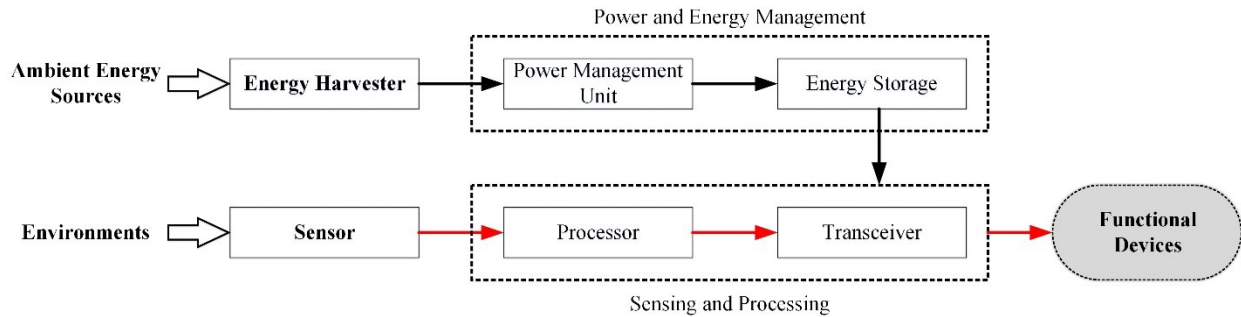 Power and Energy Management
Ambient Energy
Sources
Energy Harvester
Power Management
Unit
Energy Storage
Environments
Sensor
Processor
Transceiver
Functional
Devices
Sensing and Processing